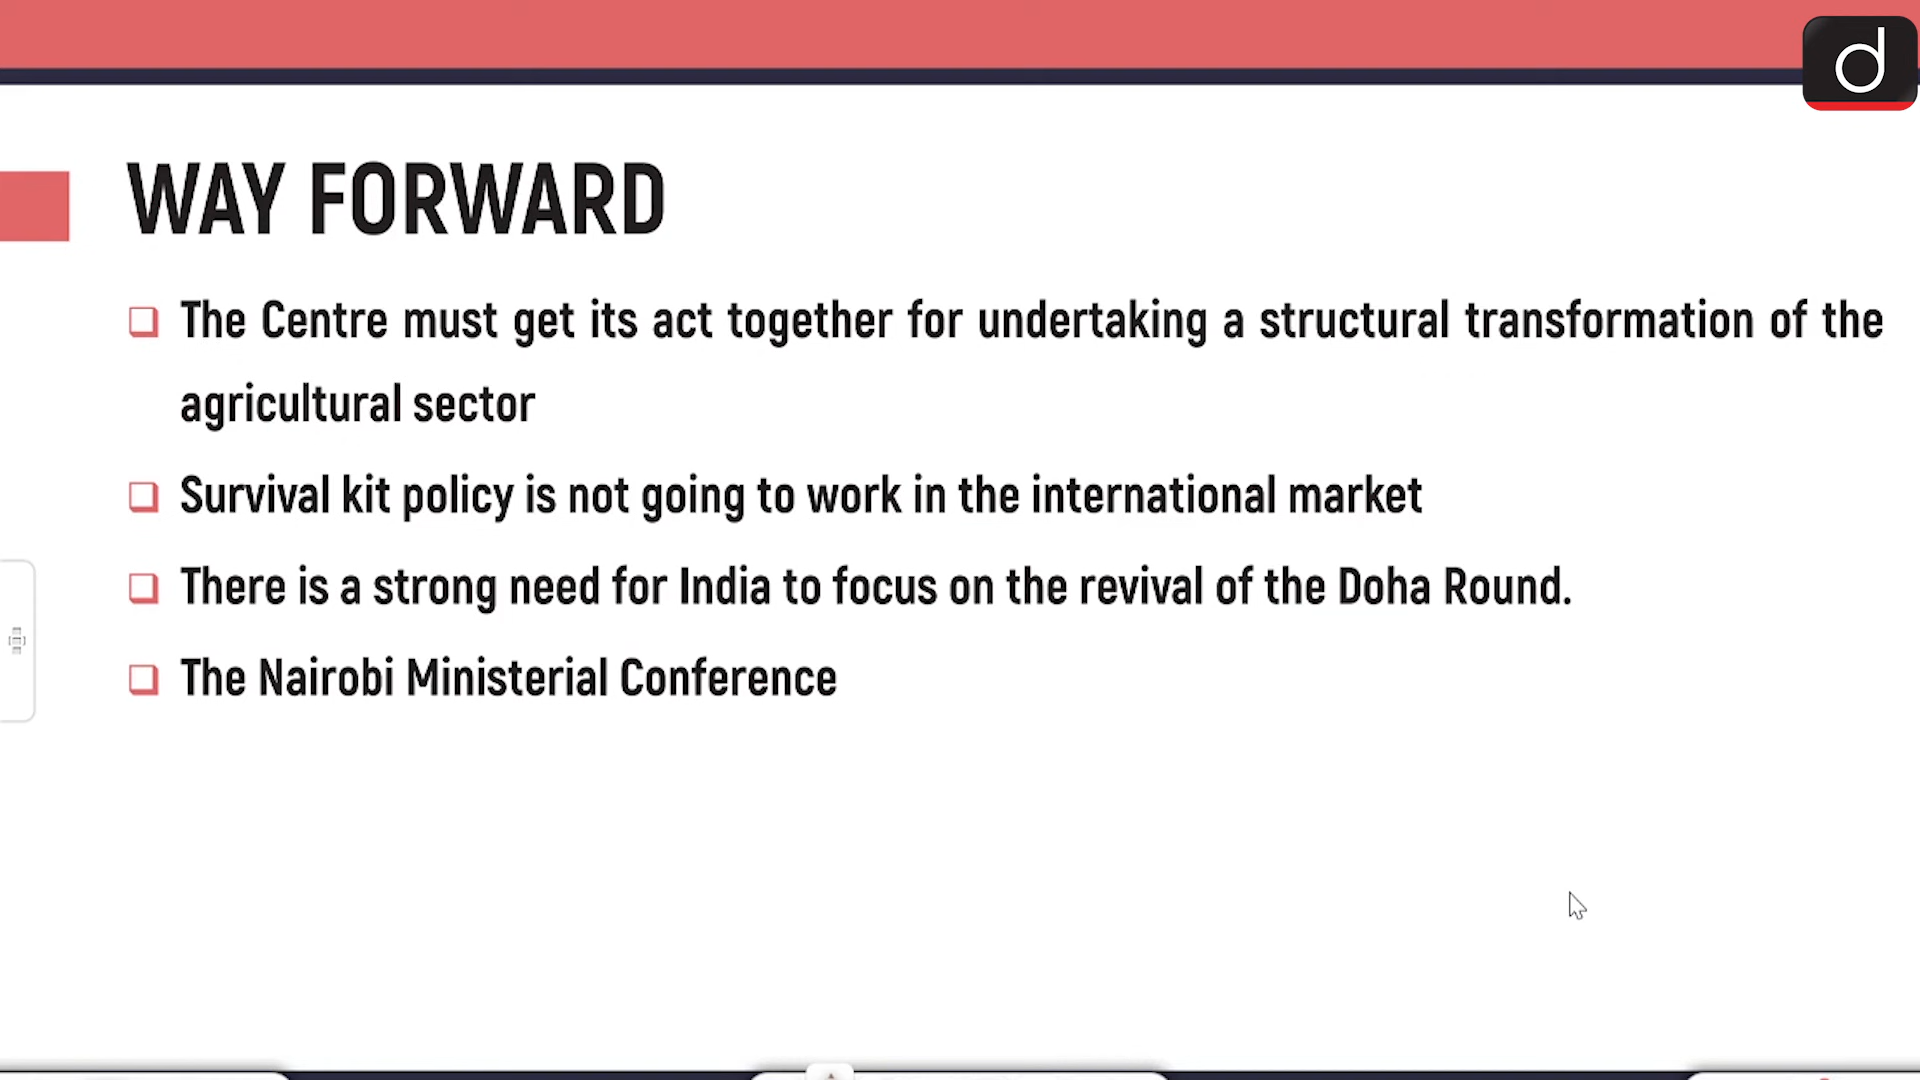 d
WAY FORWARD
The Centre must get its act together for undertaking a structural transformation of the
agricultural sector
Survival kit policy is not going to work in the international market
There is a strong need for India to focus on the revival of the Doha Round.
The Nairobi Ministerial Conference